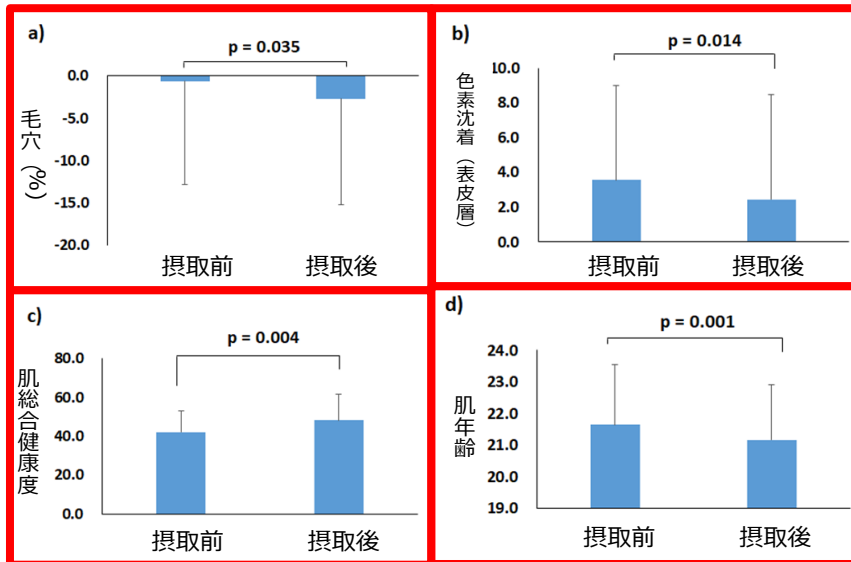 a)
p = 0.035
0.0
-5.0
-10.0
-15.0
-20.0
毛穴（%）
摂取前
摂取後
b)
p = 0.014
10.0
8.0
6.0
4.0
2.0
0.0
色素沈着（表皮層）
摂取前
摂取後
c)
p = 0.004
80.0
60.0
40.0
20.0
0.0
肌総合健康度
摂取前
摂取後
d)
p = 0.001
24.0
23.0
22.0
21.0
20.0
19.0
肌年齢
摂取前
摂取後